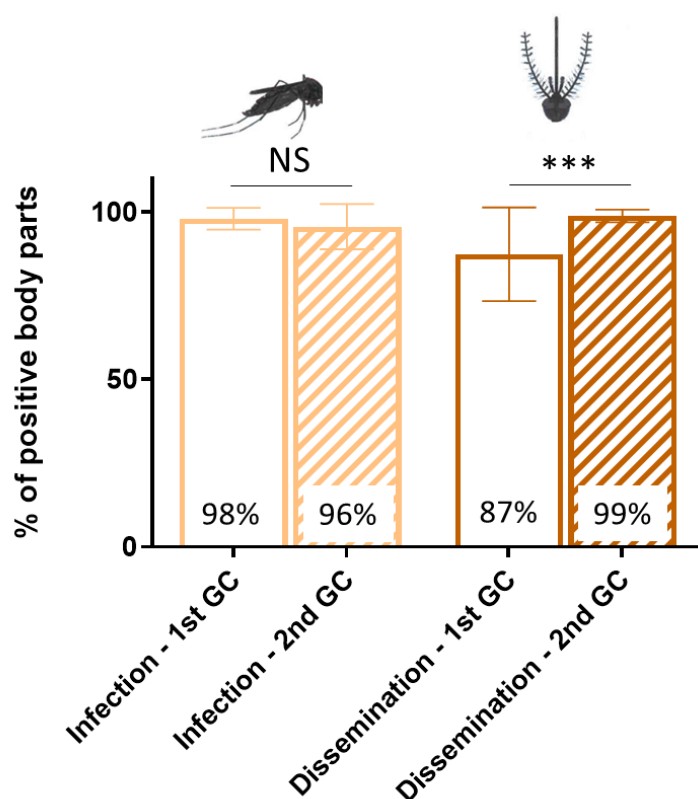 NS
***
% of positive body parts
100
50
0
98%
96%
87%
99%
Infection - 1st GC
Infection - 2nd GC
Dissemination - 1st GC
Dissemination - 2nd GC